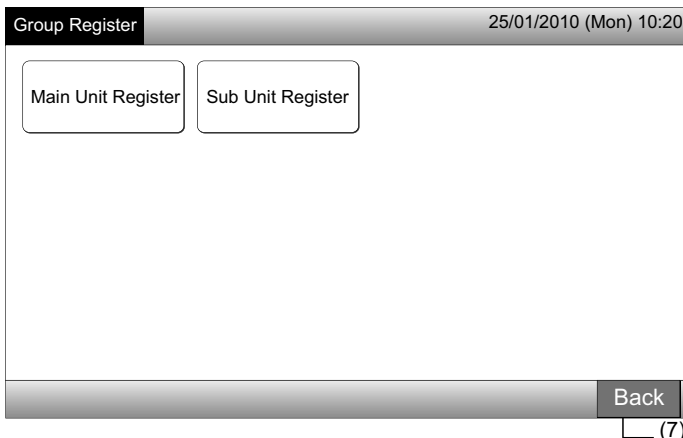 Group Register 25/01/2010 (Mon) 10:20
Main Unit Register Sub Unit Register
Back
(7)